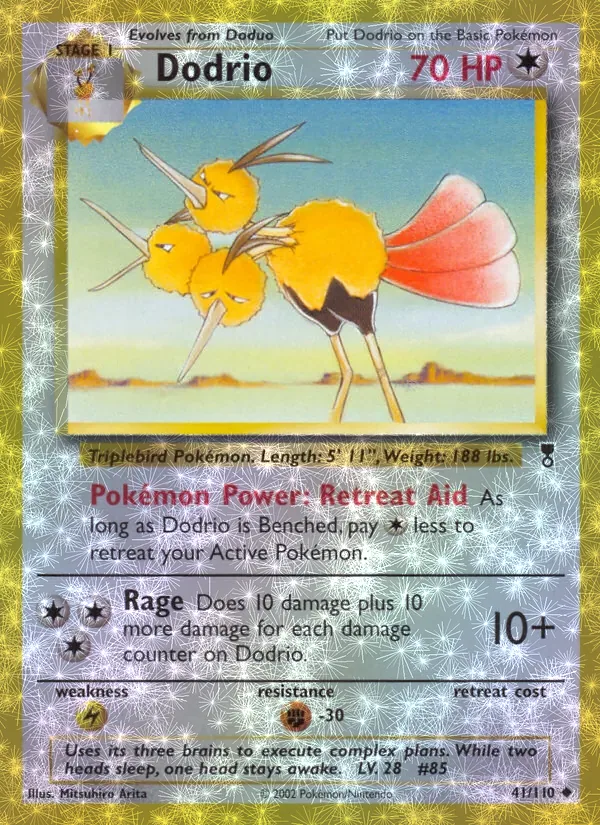 Evolves from Doduo Put Dodrio on the Basic Pokémon
STAGE 1
Dodrio 70 HP
Triplebird Pokémon. Length: 5' 11", Weight: 188 lbs.
Pokémon Power: Retreat Aid As
long as Dodrio is Benched, pay less to
retreat your Active Pokémon.
Rage Does 10 damage plus 10
more damage for each damage
counter on Dodrio.
10+
weakness resistance retreat cost
-30
Uses its three brains to execute complex plans. While two
heads sleep, one head stays awake. LV. 28 #85
Illus. Mitsuhiro Arita © 2002 Pokémon/Nintendo 41/110